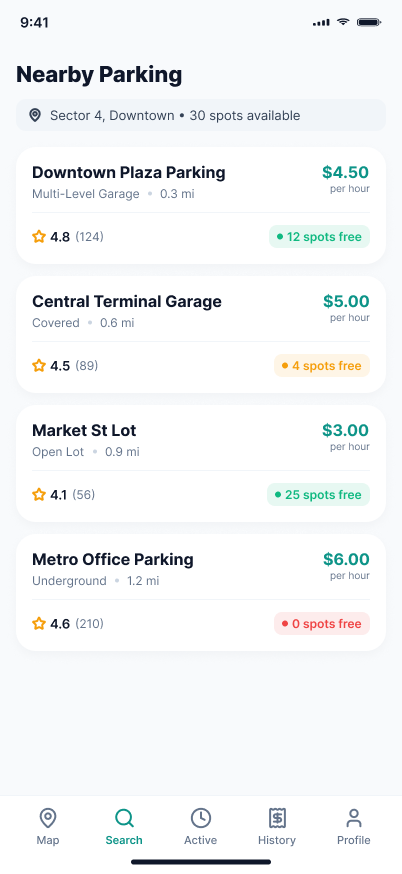 9:41
Nearby Parking
Sector 4, Downtown • 30 spots available
Downtown Plaza Parking
$4.50
Multi-Level Garage • 0.3 mi
per hour
4.8 (124)
12 spots free
Central Terminal Garage
$5.00
Covered • 0.6 mi
per hour
4.5 (89)
4 spots free
Market St Lot
$3.00
Open Lot • 0.9 mi
per hour
4.1 (56)
25 spots free
Metro Office Parking
$6.00
Underground • 1.2 mi
per hour
4.6 (210)
0 spots free
Map
Search
Active
History
Profile